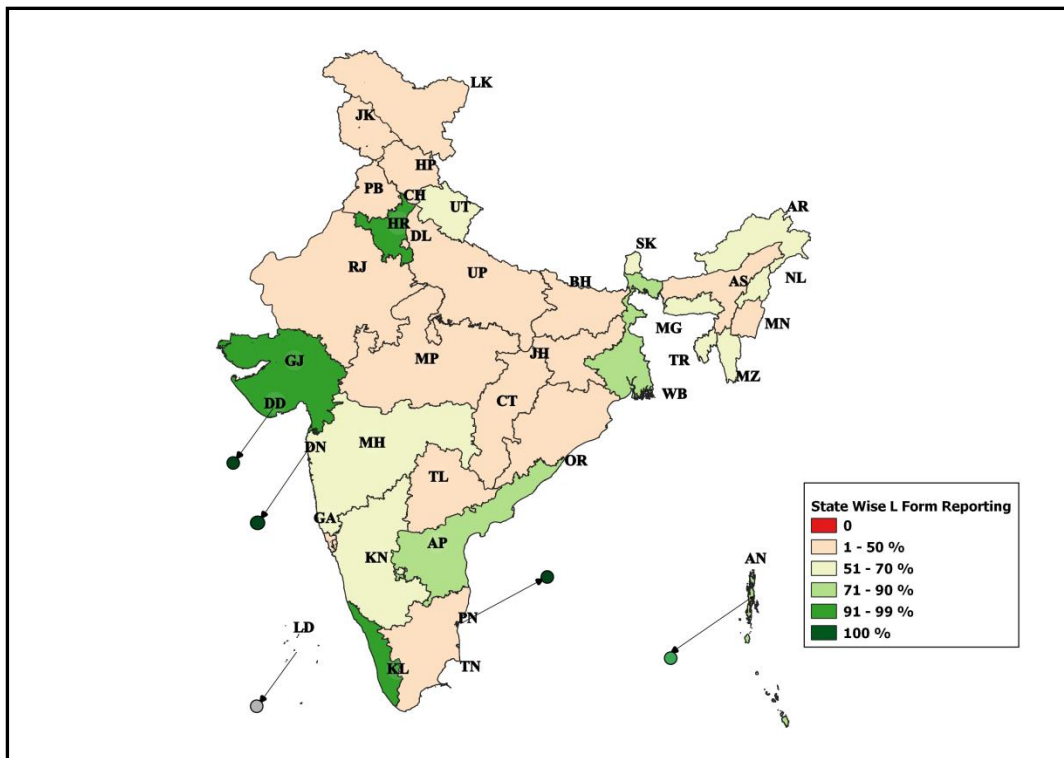 LK
JK
HP
PB
CH
UT
HR
DL
AR
SK
RJ
UP
BH
AS
NL
MG
MN
GJ
MP
JH
TR
MZ
CT
WB
DD
DN
MH
OR
TL
GA
AP
KN
AN
PN
LD
KL
TN
State Wise L Form Reporting
0
1 - 50 %
51 - 70 %
71 - 90 %
91 - 99 %
100 %